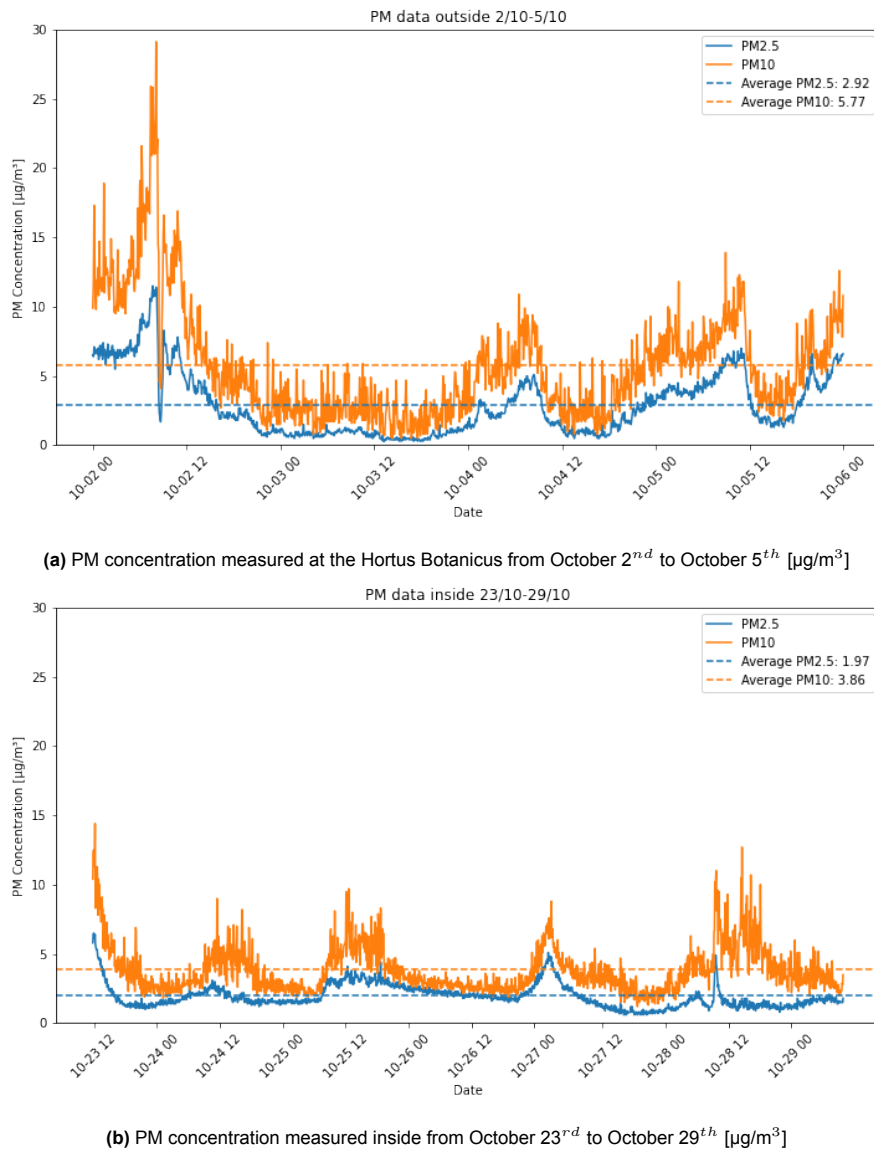 PM data outside 2/10-5/10
PM Concentration [µg/m³]
30
25
20
15
10
5
0
PM2.5
PM10
Average PM2.5: 2.92
Average PM10: 5.77
10-02 00
10-02 12
10-03 00
10-03 12
10-04 00
10-04 12
10-05 00
10-05 12
10-06 00
Date
(a) PM concentration measured at the Hortus Botanicus from October 2nd to October 5th [µg/m³]
PM data inside 23/10-29/10
PM Concentration [µg/m³]
30
25
20
15
10
5
0
PM2.5
PM10
Average PM2.5: 1.97
Average PM10: 3.86
10-23 12
10-24 00
10-24 12
10-25 00
10-25 12
10-26 00
10-26 12
10-27 00
10-27 12
10-28 00
10-28 12
10-29 00
Date
(b) PM concentration measured inside from October 23rd to October 29th [µg/m³]